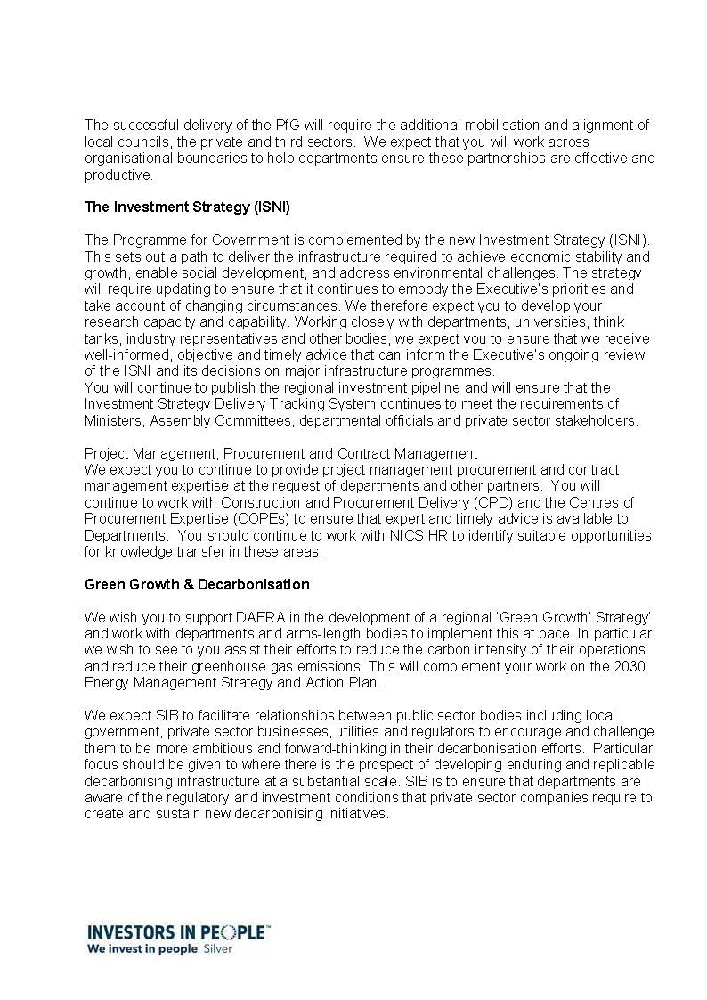 The successful delivery of the PfG will require the additional mobilisation and alignment of
local councils, the private and third sectors.  We expect that you will work across
organisational boundaries to help departments ensure these partnerships are effective and
productive.
The Investment Strategy (ISNI)
The Programme for Government is complemented by the new Investment Strategy (ISNI).
This sets out a path to deliver the infrastructure required to achieve economic stability and
growth, enable social development, and address environmental challenges. The strategy
will require updating to ensure that it continues to embody the Executive's priorities and
take account of changing circumstances. We therefore expect you to develop your
research capacity and capability. Working closely with departments, universities, think
tanks, industry representatives and other bodies, we expect you to ensure that we receive
well-informed, objective and timely advice that can inform the Executive's ongoing review
of the ISNI and its decisions on major infrastructure programmes.
You will continue to publish the regional investment pipeline and will ensure that the
Investment Strategy Delivery Tracking System continues to meet the requirements of
Ministers, Assembly Committees, departmental officials and private sector stakeholders.
Project Management, Procurement and Contract Management
We expect you to continue to provide project management procurement and contract
management expertise at the request of departments and other partners.  You will
continue to work with Construction and Procurement Delivery (CPD) and the Centres of
Procurement Expertise (COPEs) to ensure that expert and timely advice is available to
Departments.  You should continue to work with NICS HR to identify suitable opportunities
for knowledge transfer in these areas.
Green Growth & Decarbonisation
We wish you to support DAERA in the development of a regional 'Green Growth' Strategy'
and work with departments and arms-length bodies to implement this at pace. In particular,
we wish to see to you assist their efforts to reduce the carbon intensity of their operations
and reduce their greenhouse gas emissions. This will complement your work on the 2030
Energy Management Strategy and Action Plan.
We expect SIB to facilitate relationships between public sector bodies including local
government, private sector businesses, utilities and regulators to encourage and challenge
them to be more ambitious and forward-thinking in their decarbonisation efforts.  Particular
focus should be given to where there is the prospect of developing enduring and replicable
decarbonising infrastructure at a substantial scale. SIB is to ensure that departments are
aware of the regulatory and investment conditions that private sector companies require to
create and sustain new decarbonising initiatives.
INVESTORS IN PEOPLE™
We invest in people Silver